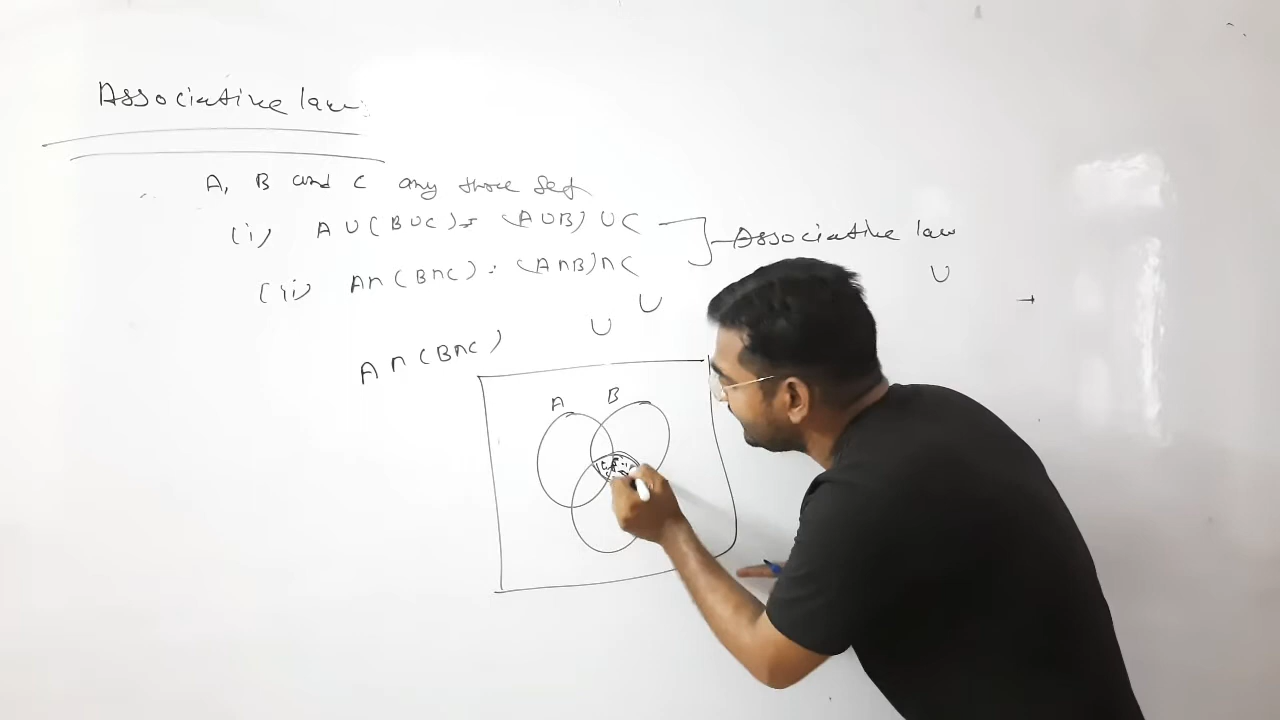 Associative law
A, B and C any three set
(i) A ∪ (B ∪ C) = (A ∪ B) ∪ C
Associative law
(ii) A ∩ (B ∩ C) = (A ∩ B) ∩ C
∪
∪
∪
A ∩ (B ∩ C)
A B